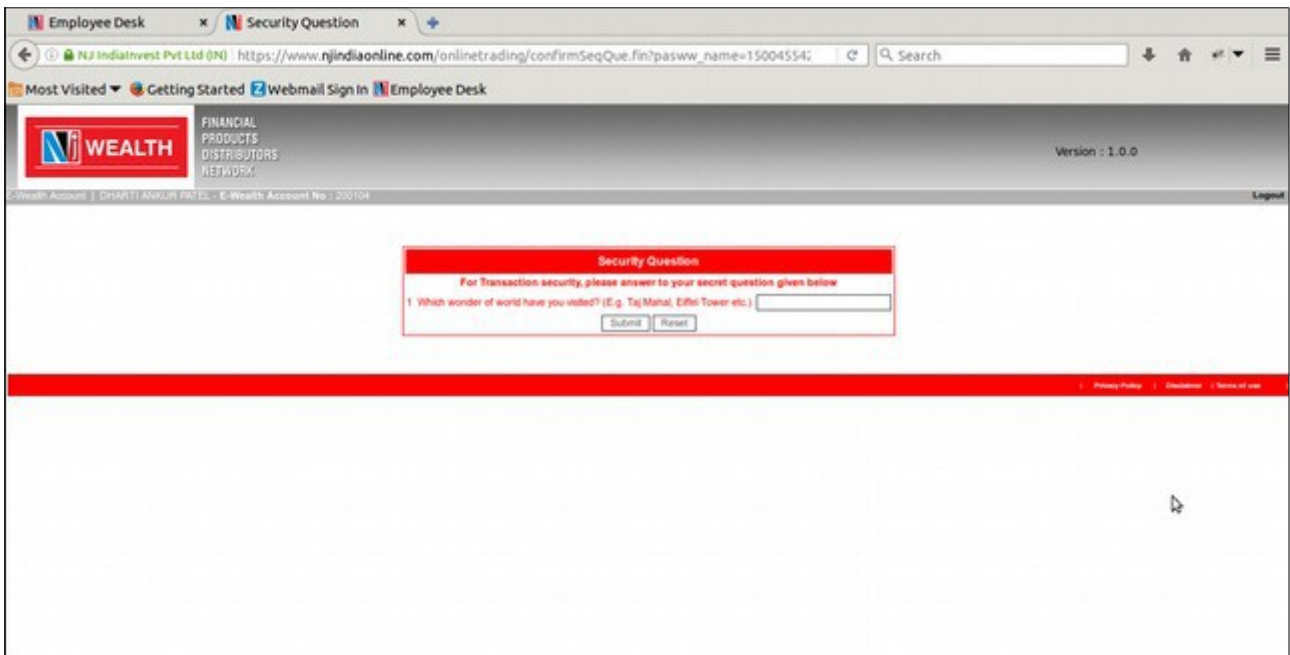 Employee Desk
Security Question
NJ IndiaInvest Pvt Ltd (IN)
https://www.njindiaonline.com/onlinetrading/confirmSeqQue.fin?pasww_name=150045542
Search
Most Visited
Getting Started
Webmail Sign In
Employee Desk
NJ WEALTH
FINANCIAL
PRODUCTS
DISTRIBUTORS
NETWORK
Version : 1.0.0
E-Wealth Account | DHARTI ANKUR PATEL - E-Wealth Account No : 200104
Logout
Security Question
For Transaction security, please answer to your secret question given below
1 Which wonder of world have you visited? (E.g. Taj Mahal, Eiffel Tower etc.)
Submit Reset
| Privacy Policy | Disclaimer | Terms of use |